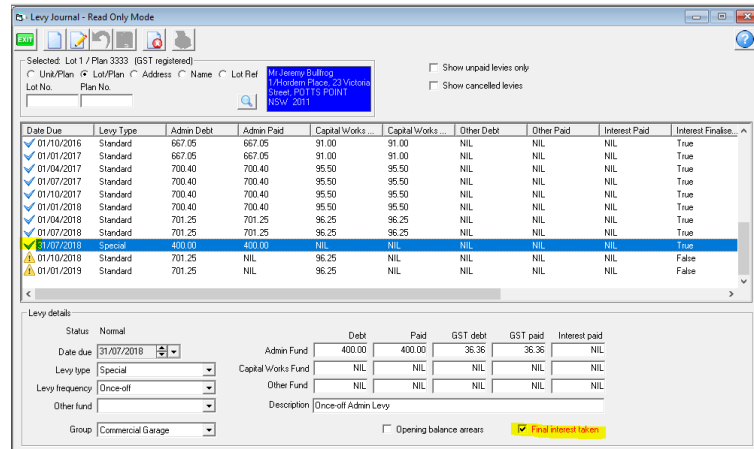 Levy Journal - Read Only Mode
EXIT
Selected: Lot 1 / Plan 3333 (GST registered)
Unit/Plan Lot/Plan Address Name Lot Ref
Lot No. Plan No.
Mr Jeremy Bullfrog
1/Hordern Place, 23 Victoria
Street, POTTS POINT
NSW 2011
Show unpaid levies only
Show cancelled levies
Date Due Levy Type Admin Debt Admin Paid Capital Works ... Capital Works ... Other Debt Other Paid Interest Paid Interest Finalise...
01/10/2016 Standard 667.05 667.05 91.00 91.00 NIL NIL NIL True
01/01/2017 Standard 667.05 667.05 91.00 91.00 NIL NIL NIL True
01/04/2017 Standard 700.40 700.40 95.50 95.50 NIL NIL NIL True
01/07/2017 Standard 700.40 700.40 95.50 95.50 NIL NIL NIL True
01/10/2017 Standard 700.40 700.40 95.50 95.50 NIL NIL NIL True
01/01/2018 Standard 700.40 700.40 95.50 95.50 NIL NIL NIL True
01/04/2018 Standard 701.25 701.25 96.25 96.25 NIL NIL NIL True
01/07/2018 Standard 701.25 701.25 96.25 96.25 NIL NIL NIL True
31/07/2018 Special 400.00 400.00 NIL NIL NIL NIL NIL True
01/10/2018 Standard 701.25 NIL 96.25 NIL NIL NIL NIL False
01/01/2019 Standard 701.25 NIL 96.25 NIL NIL NIL NIL False
Levy details
Status Normal
Debt Paid GST debt GST paid Interest paid
Date due 31/07/2018 Admin Fund 400.00 400.00 36.36 36.36 NIL
Levy type Special Capital Works Fund NIL NIL NIL NIL NIL
Levy frequency Once-off Other Fund NIL NIL NIL NIL NIL
Other fund Description Once-off Admin Levy
Group Commercial Garage Opening balance arrears Final interest taken